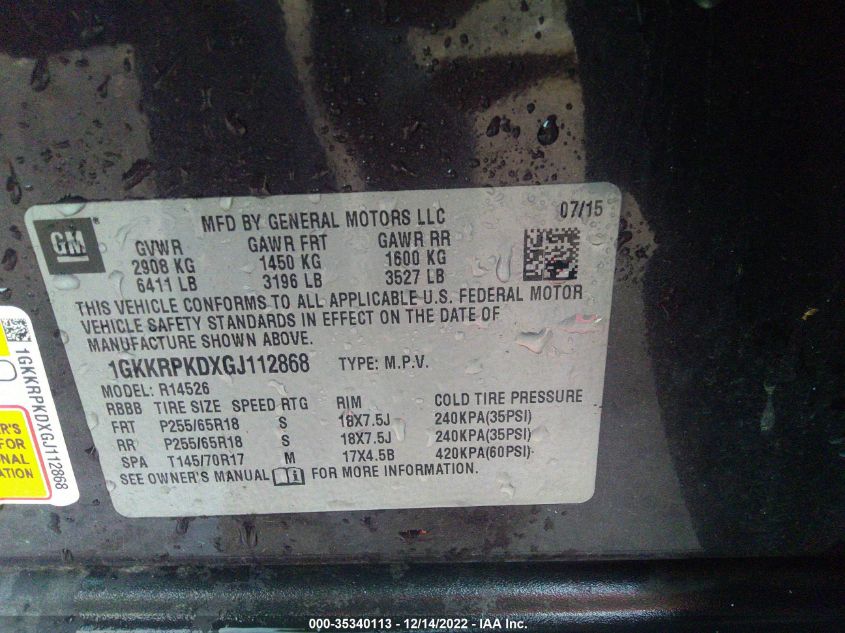 GM
MFD BY GENERAL MOTORS LLC 07/15
GVWR GAWR FRT GAWR RR
2908 KG 1450 KG 1600 KG
6411 LB 3196 LB 3527 LB
THIS VEHICLE CONFORMS TO ALL APPLICABLE U.S. FEDERAL MOTOR
VEHICLE SAFETY STANDARDS IN EFFECT ON THE DATE OF
MANUFACTURE SHOWN ABOVE.
1GKKRPKDXGJ112868 TYPE: M.P.V.
MODEL: R14526
RBBB TIRE SIZE SPEED RTG RIM COLD TIRE PRESSURE
FRT P255/65R18 S 18X7.5J 240KPA(35PSI)
RR P255/65R18 S 18X7.5J 240KPA(35PSI)
SPA T145/70R17 M 17X4.5B 420KPA(60PSI)
SEE OWNER'S MANUAL FOR MORE INFORMATION.
1GKKRPKDXGJ112868
ER'S
FOR
ONAL
ATION
000-35340113 - 12/14/2022 - IAA Inc.